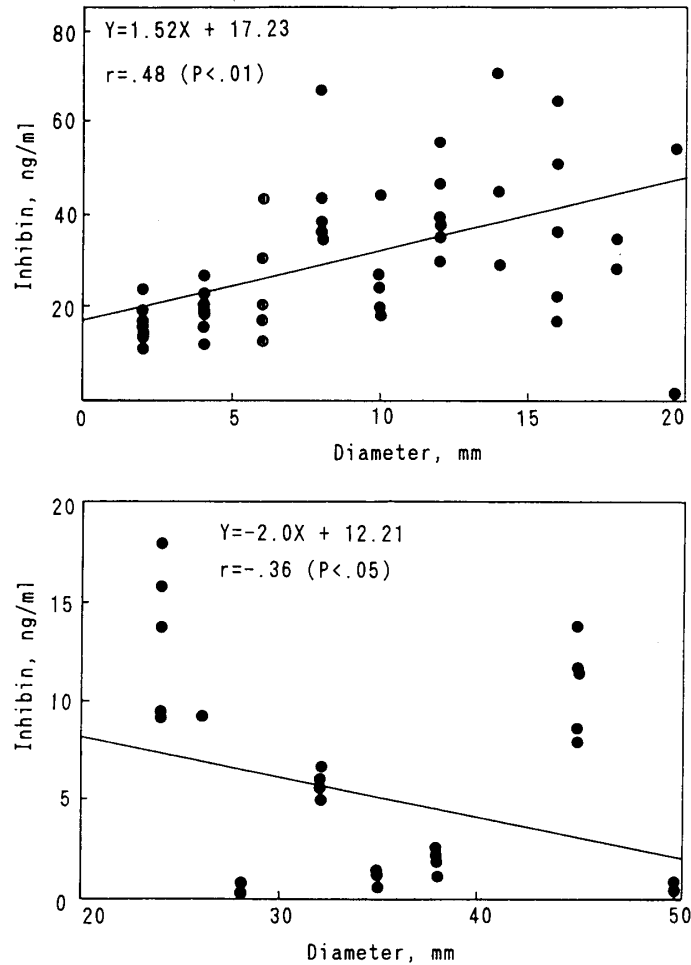 Y=1.52X + 17.23
r=.48 (P<.01)
Inhibin, ng/ml
80
60
40
20
0 5 10 15 20
Diameter, mm
Y=-2.0X + 12.21
r=-.36 (P<.05)
Inhibin, ng/ml
20
15
10
5
0
20 30 40 50
Diameter, mm